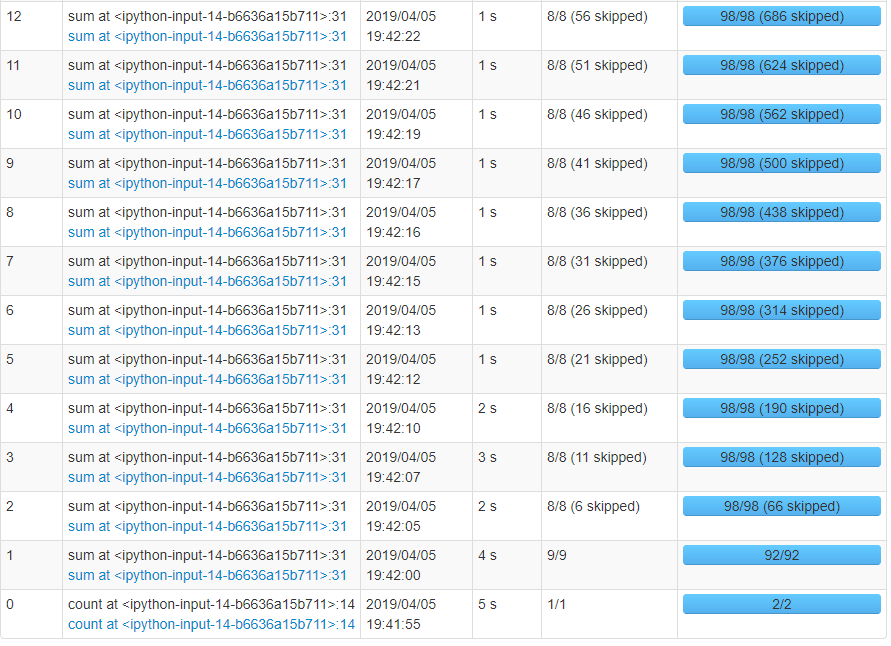 12 sum at <ipython-input-14-b6636a15b711>:31 2019/04/05 1 s 8/8 (56 skipped) 98/98 (686 skipped)
sum at <ipython-input-14-b6636a15b711>:31 19:42:22
11 sum at <ipython-input-14-b6636a15b711>:31 2019/04/05 1 s 8/8 (51 skipped) 98/98 (624 skipped)
sum at <ipython-input-14-b6636a15b711>:31 19:42:21
10 sum at <ipython-input-14-b6636a15b711>:31 2019/04/05 1 s 8/8 (46 skipped) 98/98 (562 skipped)
sum at <ipython-input-14-b6636a15b711>:31 19:42:19
9 sum at <ipython-input-14-b6636a15b711>:31 2019/04/05 1 s 8/8 (41 skipped) 98/98 (500 skipped)
sum at <ipython-input-14-b6636a15b711>:31 19:42:17
8 sum at <ipython-input-14-b6636a15b711>:31 2019/04/05 1 s 8/8 (36 skipped) 98/98 (438 skipped)
sum at <ipython-input-14-b6636a15b711>:31 19:42:16
7 sum at <ipython-input-14-b6636a15b711>:31 2019/04/05 1 s 8/8 (31 skipped) 98/98 (376 skipped)
sum at <ipython-input-14-b6636a15b711>:31 19:42:15
6 sum at <ipython-input-14-b6636a15b711>:31 2019/04/05 1 s 8/8 (26 skipped) 98/98 (314 skipped)
sum at <ipython-input-14-b6636a15b711>:31 19:42:13
5 sum at <ipython-input-14-b6636a15b711>:31 2019/04/05 1 s 8/8 (21 skipped) 98/98 (252 skipped)
sum at <ipython-input-14-b6636a15b711>:31 19:42:12
4 sum at <ipython-input-14-b6636a15b711>:31 2019/04/05 2 s 8/8 (16 skipped) 98/98 (190 skipped)
sum at <ipython-input-14-b6636a15b711>:31 19:42:10
3 sum at <ipython-input-14-b6636a15b711>:31 2019/04/05 3 s 8/8 (11 skipped) 98/98 (128 skipped)
sum at <ipython-input-14-b6636a15b711>:31 19:42:07
2 sum at <ipython-input-14-b6636a15b711>:31 2019/04/05 2 s 8/8 (6 skipped) 98/98 (66 skipped)
sum at <ipython-input-14-b6636a15b711>:31 19:42:05
1 sum at <ipython-input-14-b6636a15b711>:31 2019/04/05 4 s 9/9 92/92
sum at <ipython-input-14-b6636a15b711>:31 19:42:00
0 count at <ipython-input-14-b6636a15b711>:14 2019/04/05 5 s 1/1 2/2
count at <ipython-input-14-b6636a15b711>:14 19:41:55